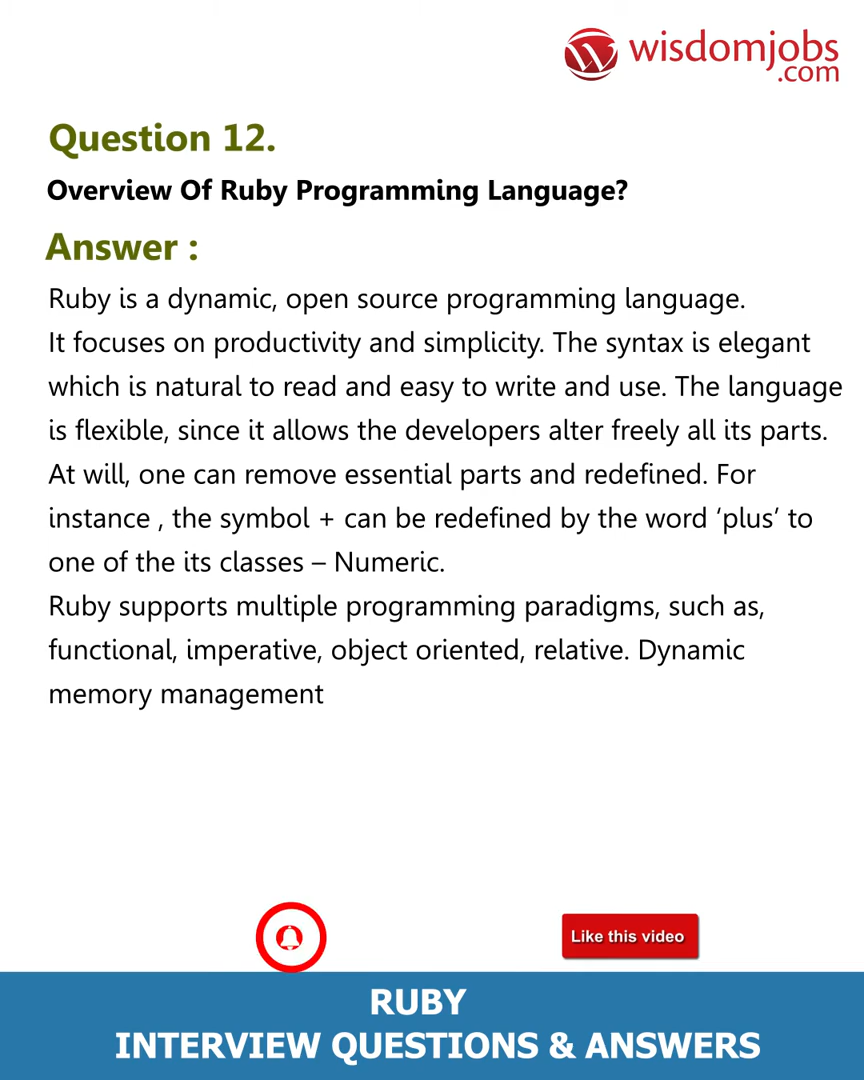 wisdomjobs
.com
Question 12.
Overview Of Ruby Programming Language?
Answer :
Ruby is a dynamic, open source programming language.
It focuses on productivity and simplicity. The syntax is elegant
which is natural to read and easy to write and use. The language
is flexible, since it allows the developers alter freely all its parts.
At will, one can remove essential parts and redefined. For
instance , the symbol + can be redefined by the word ‘plus’ to
one of the its classes – Numeric.
Ruby supports multiple programming paradigms, such as,
functional, imperative, object oriented, relative. Dynamic
memory management
Like this video
RUBY
INTERVIEW QUESTIONS & ANSWERS